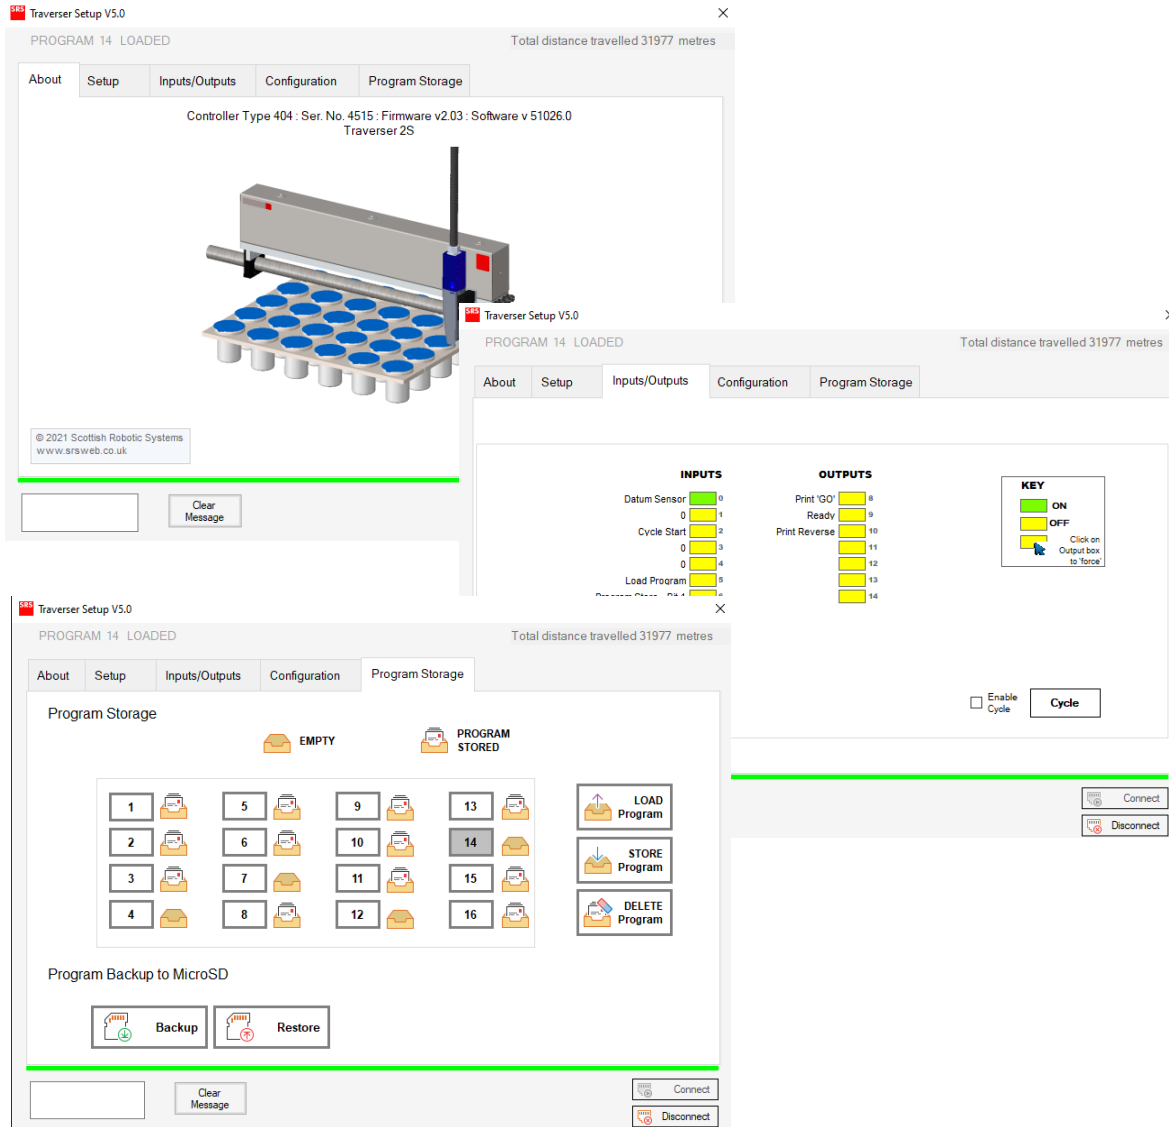 SRS Traverser Setup V5.0
PROGRAM 14 LOADED
Total distance travelled 31977 metres
About
Setup
Inputs/Outputs
Configuration
Program Storage
Controller Type 404 : Ser. No. 4515 : Firmware v2.03 : Software v 51026.0
Traverser 2S
© 2021 Scottish Robotic Systems
www.srsweb.co.uk
Clear
Message
SRS Traverser Setup V5.0
PROGRAM 14 LOADED
Total distance travelled 31977 metres
About
Setup
Inputs/Outputs
Configuration
Program Storage
INPUTS
Datum Sensor 0
0 1
Cycle Start 2
0 3
0 4
Load Program 5
OUTPUTS
Print 'GO' 8
Ready 9
Print Reverse 10
11
12
13
14
KEY
ON
OFF
Click on
Output box
to 'force'
Enable
Cycle
Cycle
Connect
Disconnect
SRS Traverser Setup V5.0
PROGRAM 14 LOADED
Total distance travelled 31977 metres
About
Setup
Inputs/Outputs
Configuration
Program Storage
Program Storage
EMPTY
PROGRAM
STORED
1 5 9 13
2 6 10 14
3 7 11 15
4 8 12 16
LOAD
Program
STORE
Program
DELETE
Program
Program Backup to MicroSD
Backup
Restore
Clear
Message
Connect
Disconnect